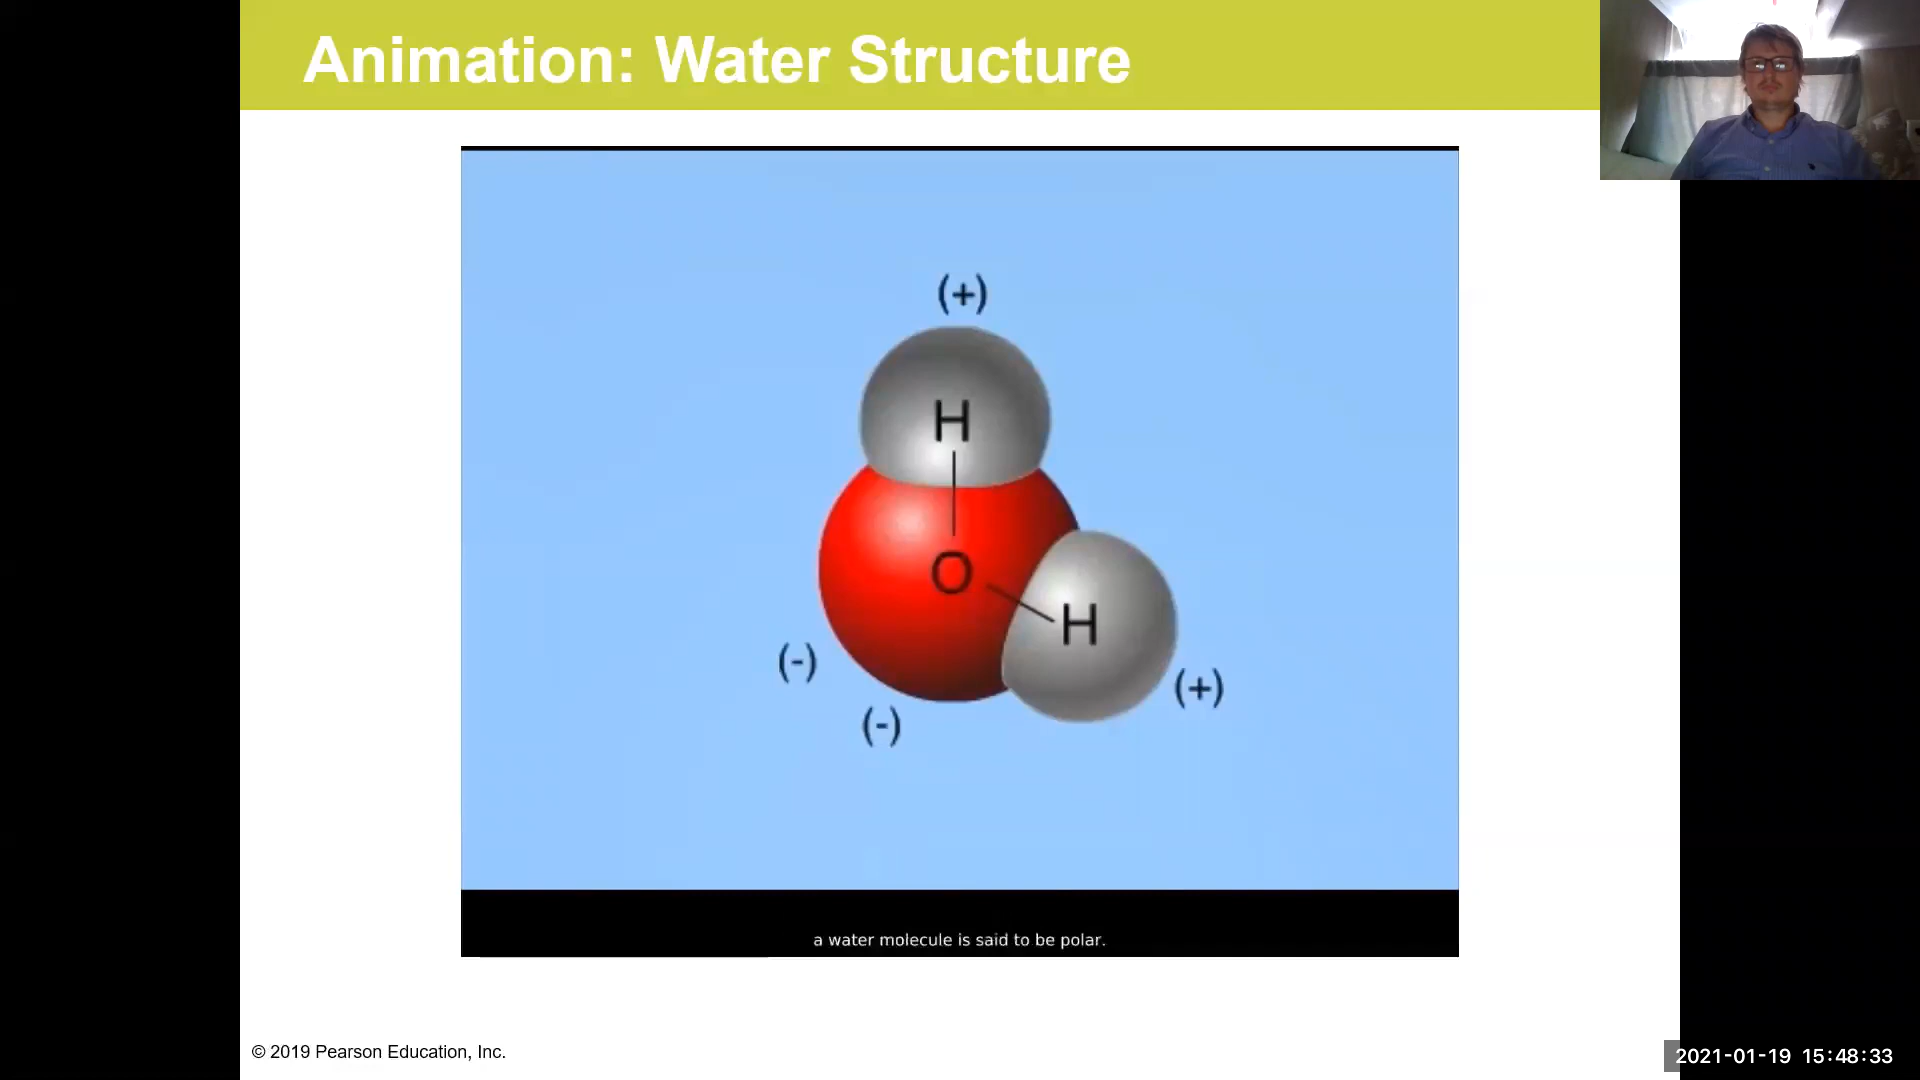 Animation: Water Structure
(+)
H
O
H
(-)
(+)
(-)
a water molecule is said to be polar.
© 2019 Pearson Education, Inc.
2021-01-19 15:48:33